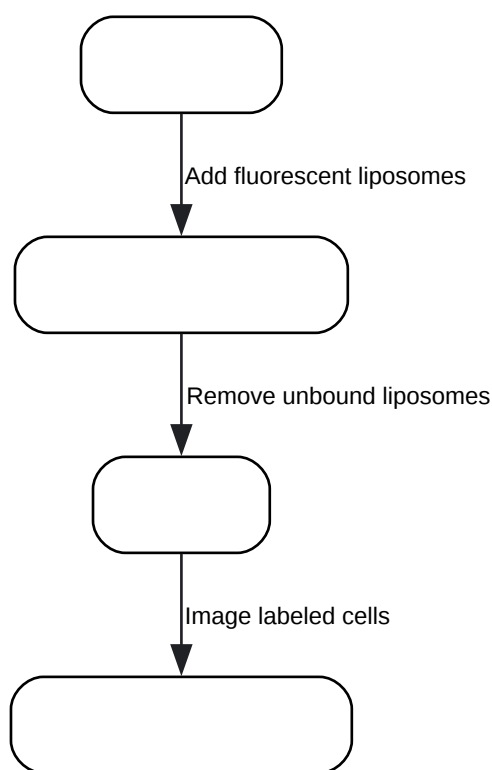 Add fluorescent liposomes
Remove unbound liposomes
Image labeled cells